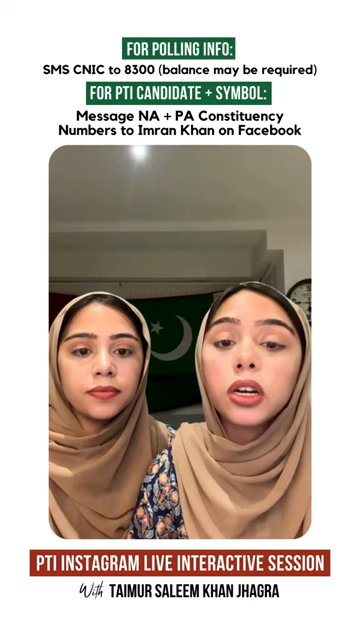 FOR POLLING INFO:
SMS CNIC to 8300 (balance may be required)
FOR PTI CANDIDATE + SYMBOL:
Message NA + PA Constituency
Numbers to Imran Khan on Facebook
PTI INSTAGRAM LIVE INTERACTIVE SESSION
With TAIMUR SALEEM KHAN JHAGRA